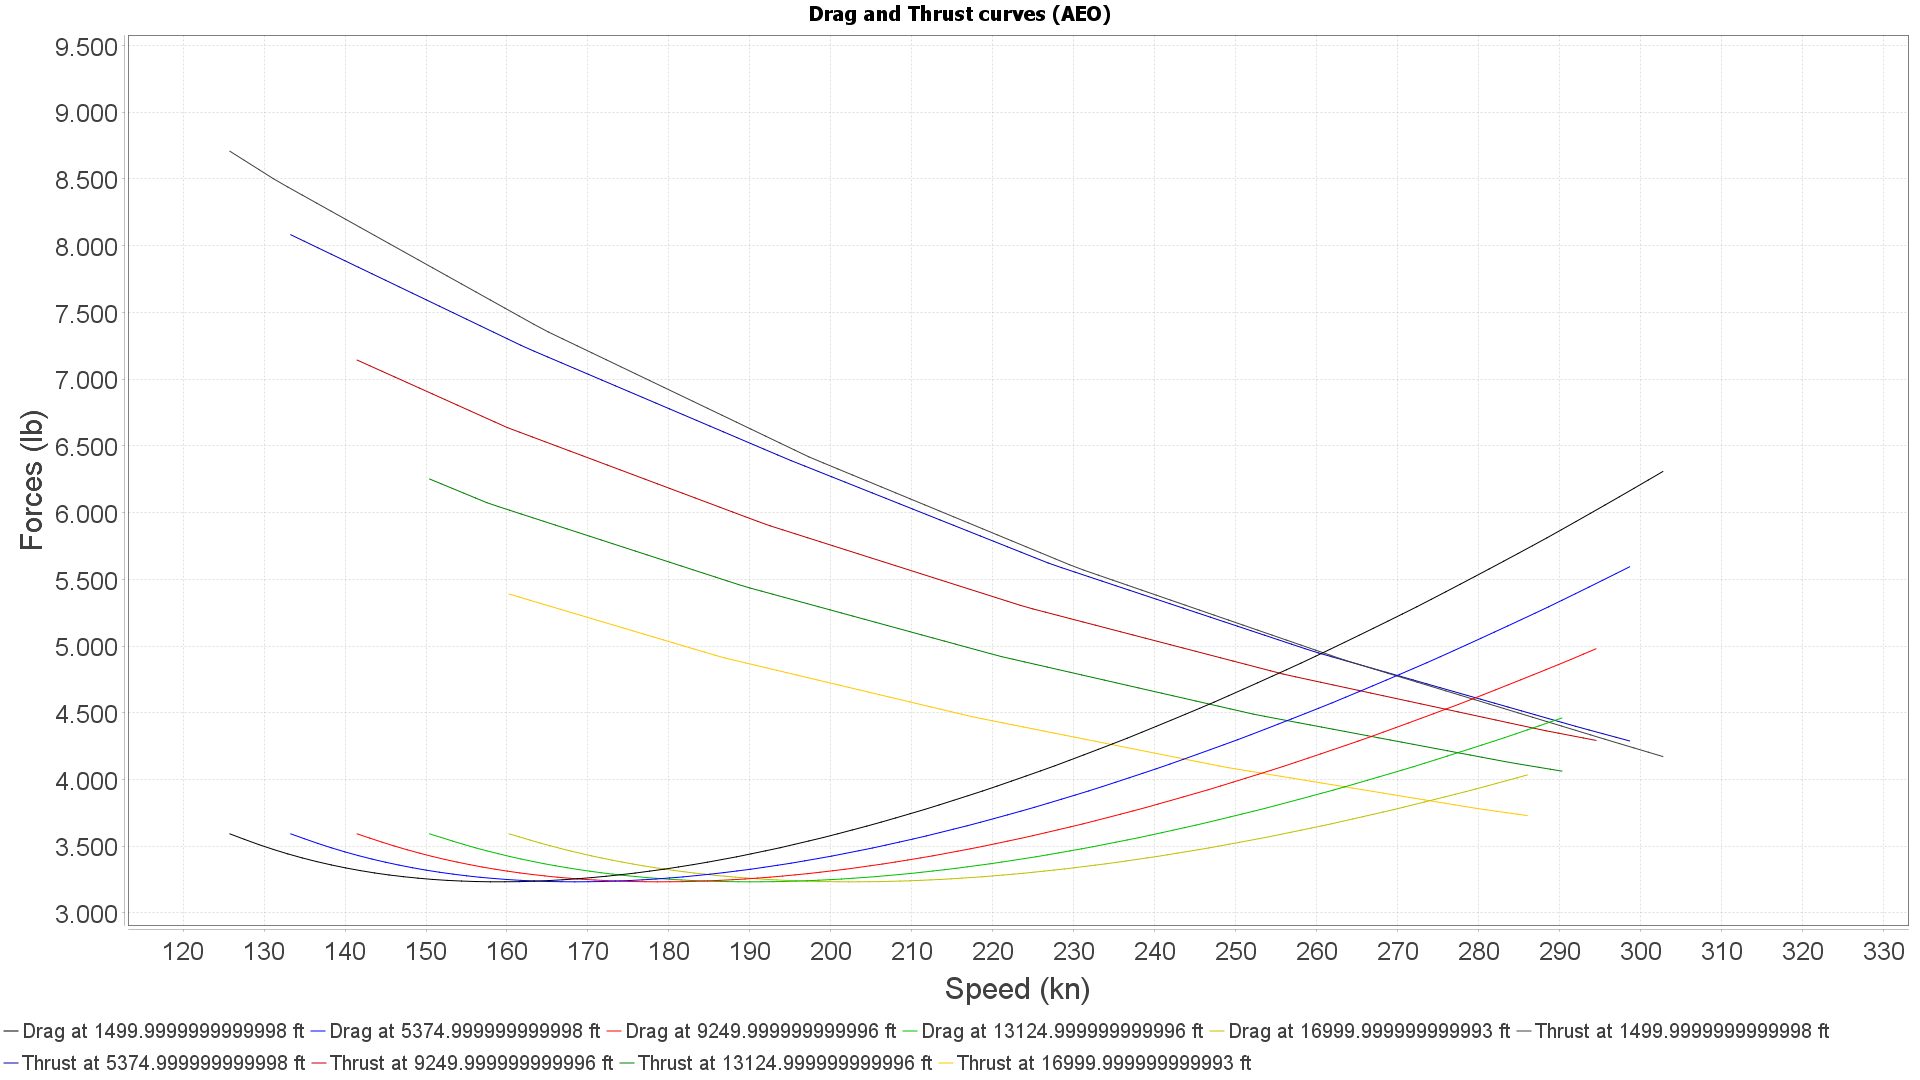 Drag and Thrust curves (AEO)
9.500
9.000
8.500
8.000
7.500
7.000
6.500
6.000
5.500
5.000
4.500
4.000
3.500
3.000
Forces (lb)
120 130 140 150 160 170 180 190 200 210 220 230 240 250 260 270 280 290 300 310 320 330
Speed (kn)
Drag at 1499.9999999999998 ft Drag at 5374.999999999998 ft Drag at 9249.999999999996 ft Drag at 13124.999999999996 ft Drag at 16999.999999999993 ft Thrust at 1499.9999999999998 ft
Thrust at 5374.999999999998 ft Thrust at 9249.999999999996 ft Thrust at 13124.999999999996 ft Thrust at 16999.999999999993 ft